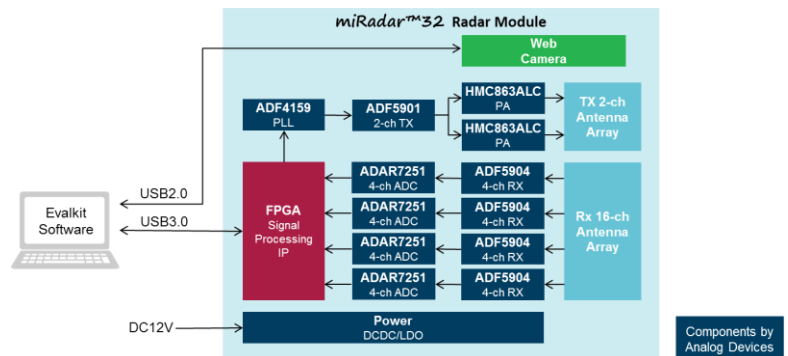 miRadar™32 Radar Module
Web
Camera
ADF4159
PLL
ADF5901
2-ch TX
HMC863ALC
PA
HMC863ALC
PA
TX 2-ch
Antenna
Array
USB2.0
USB3.0
Evalkit
Software
FPGA
Signal
Processing
IP
ADAR7251
4-ch ADC
ADF5904
4-ch RX
ADAR7251
4-ch ADC
ADF5904
4-ch RX
ADAR7251
4-ch ADC
ADF5904
4-ch RX
ADAR7251
4-ch ADC
ADF5904
4-ch RX
Rx 16-ch
Antenna
Array
DC12V
Power
DCDC/LDO
Components by
Analog Devices